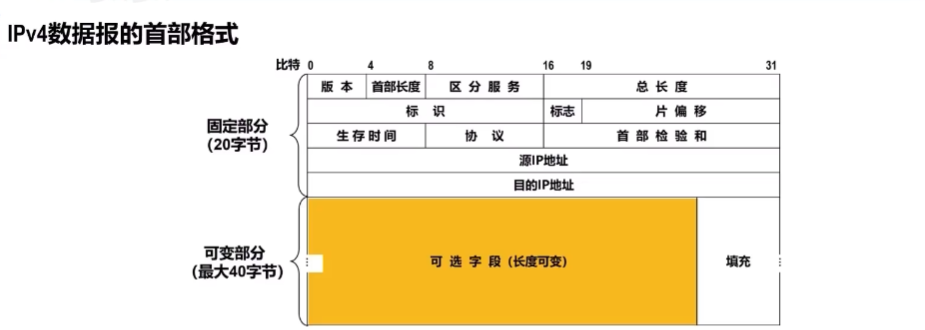 IPv4数据报的首部格式
比特 0 4 8 16 19 31
版本 首部长度 区分服务 总长度
标识 标志 片偏移
固定部分
(20字节)
生存时间 协议 首部检验和
源IP地址
目的IP地址
可变部分
(最大40字节)
可选字段 (长度可变) 填充